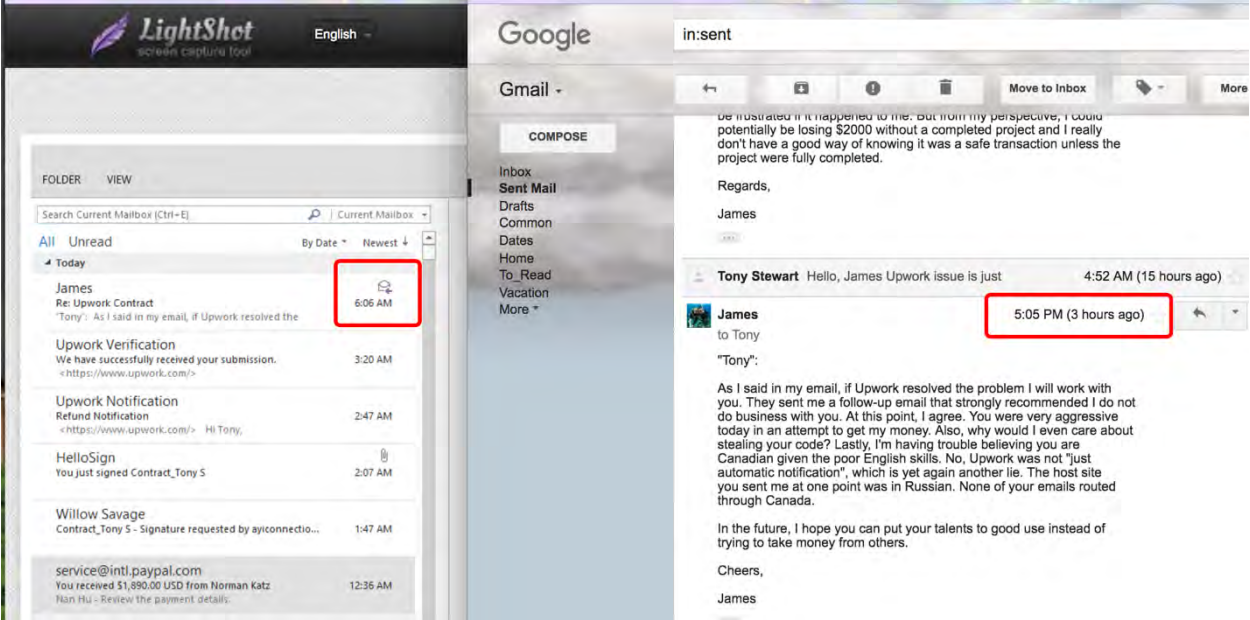 LightShot
screen capture tool
English
FOLDER VIEW
Search Current Mailbox (Ctrl+E) Current Mailbox
All Unread By Date Newest ↓
Today
James
Re: Upwork Contract 6:06 AM
'Tony': As I said in my email, if Upwork resolved the
Upwork Verification
We have successfully received your submission. 3:20 AM
<https://www.upwork.com/>
Upwork Notification
Refund Notification 2:47 AM
<https://www.upwork.com/> Hi Tony,
HelloSign
You just signed Contract_Tony S 2:07 AM
Willow Savage
Contract_Tony S - Signature requested by ayiconnectio... 1:47 AM
service@intl.paypal.com
You received $1,890.00 USD from Norman Katz 12:36 AM
Nan Hu - Review the payment details.
Google
in:sent
Gmail
Move to Inbox More
COMPOSE
Inbox
Sent Mail
Drafts
Common
Dates
Home
To_Read
Vacation
More
be frustrated if it happened to me. But from my perspective, I could
potentially be losing $2000 without a completed project and I really
don't have a good way of knowing it was a safe transaction unless the
project were fully completed.
Regards,
James
...
Tony Stewart Hello, James Upwork issue is just 4:52 AM (15 hours ago)
James 5:05 PM (3 hours ago)
to Tony
"Tony":
As I said in my email, if Upwork resolved the problem I will work with
you. They sent me a follow-up email that strongly recommended I do not
do business with you. At this point, I agree. You were very aggressive
today in an attempt to get my money. Also, why would I even care about
stealing your code? Lastly, I'm having trouble believing you are
Canadian given the poor English skills. No, Upwork was not "just
automatic notification", which is yet again another lie. The host site
you sent me at one point was in Russian. None of your emails routed
through Canada.
In the future, I hope you can put your talents to good use instead of
trying to take money from others.
Cheers,
James